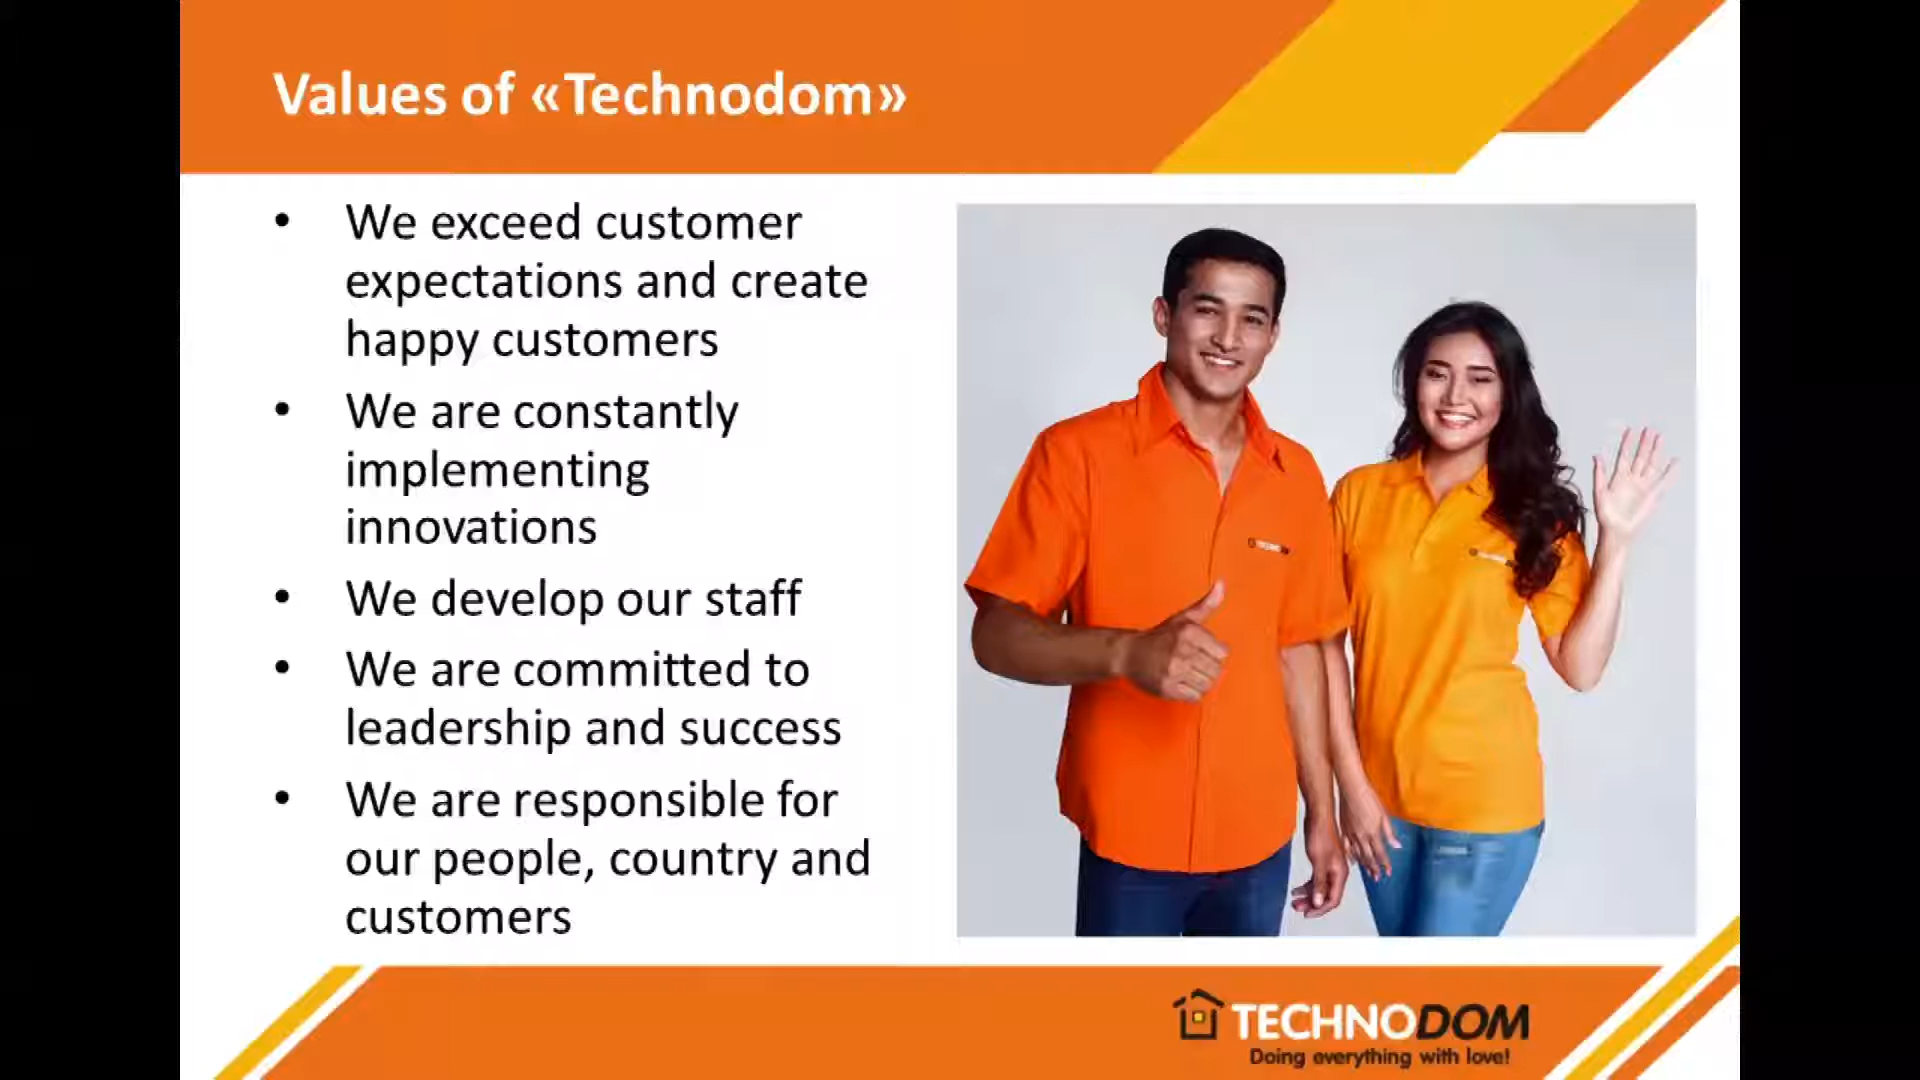 Values of «Technodom»
• We exceed customer
expectations and create
happy customers
• We are constantly
implementing
innovations
• We develop our staff
• We are committed to
leadership and success
• We are responsible for
our people, country and
customers
TECHNODOM
Doing everything with love!